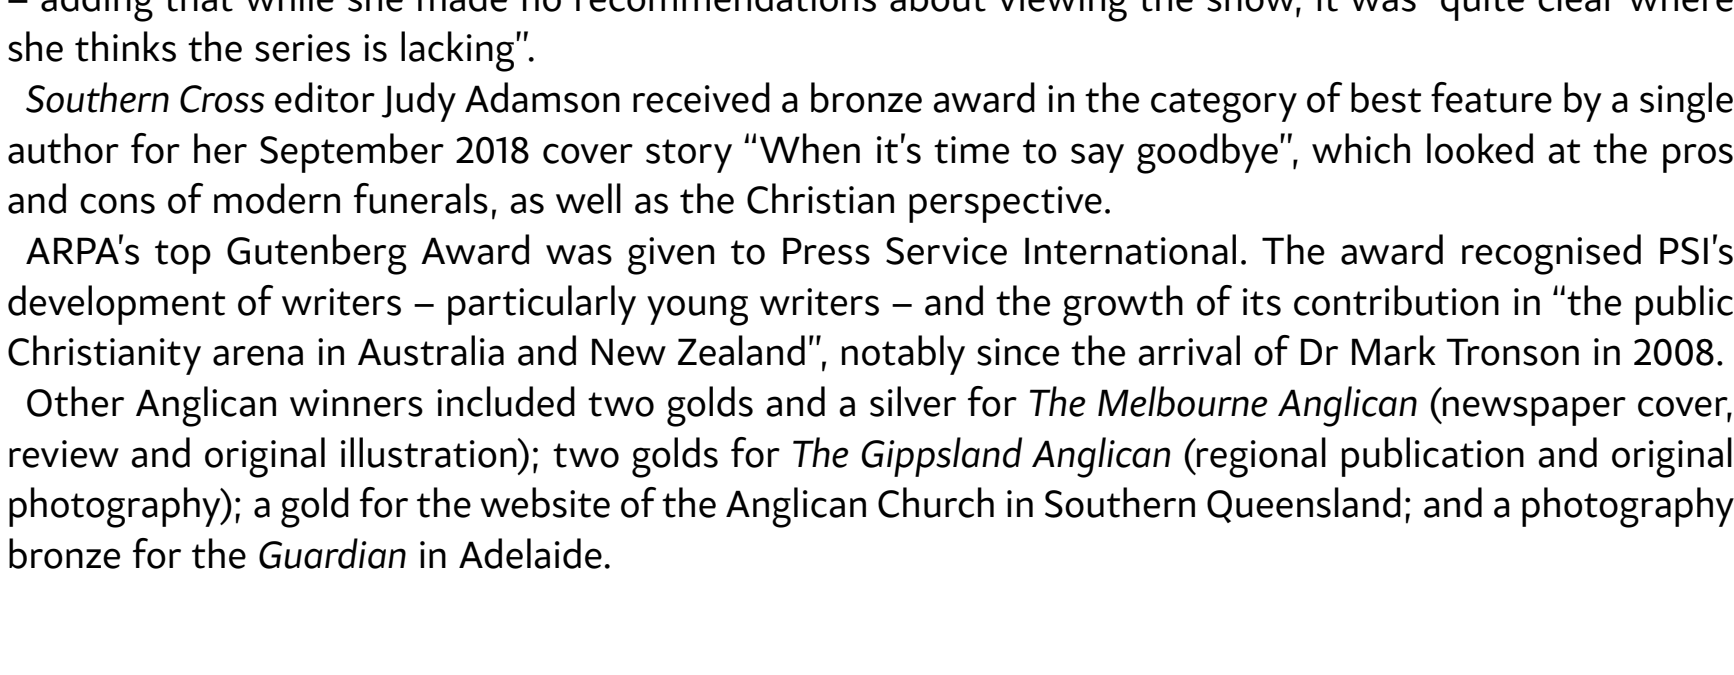 – adding that while she made no recommendations about viewing the show, it was “quite clear where
she thinks the series is lacking”.
Southern Cross editor Judy Adamson received a bronze award in the category of best feature by a single
author for her September 2018 cover story “When it’s time to say goodbye”, which looked at the pros
and cons of modern funerals, as well as the Christian perspective.
ARPA’s top Gutenberg Award was given to Press Service International. The award recognised PSI’s
development of writers – particularly young writers – and the growth of its contribution in “the public
Christianity arena in Australia and New Zealand”, notably since the arrival of Dr Mark Tronson in 2008.
Other Anglican winners included two golds and a silver for The Melbourne Anglican (newspaper cover,
review and original illustration); two golds for The Gippsland Anglican (regional publication and original
photography); a gold for the website of the Anglican Church in Southern Queensland; and a photography
bronze for the Guardian in Adelaide.